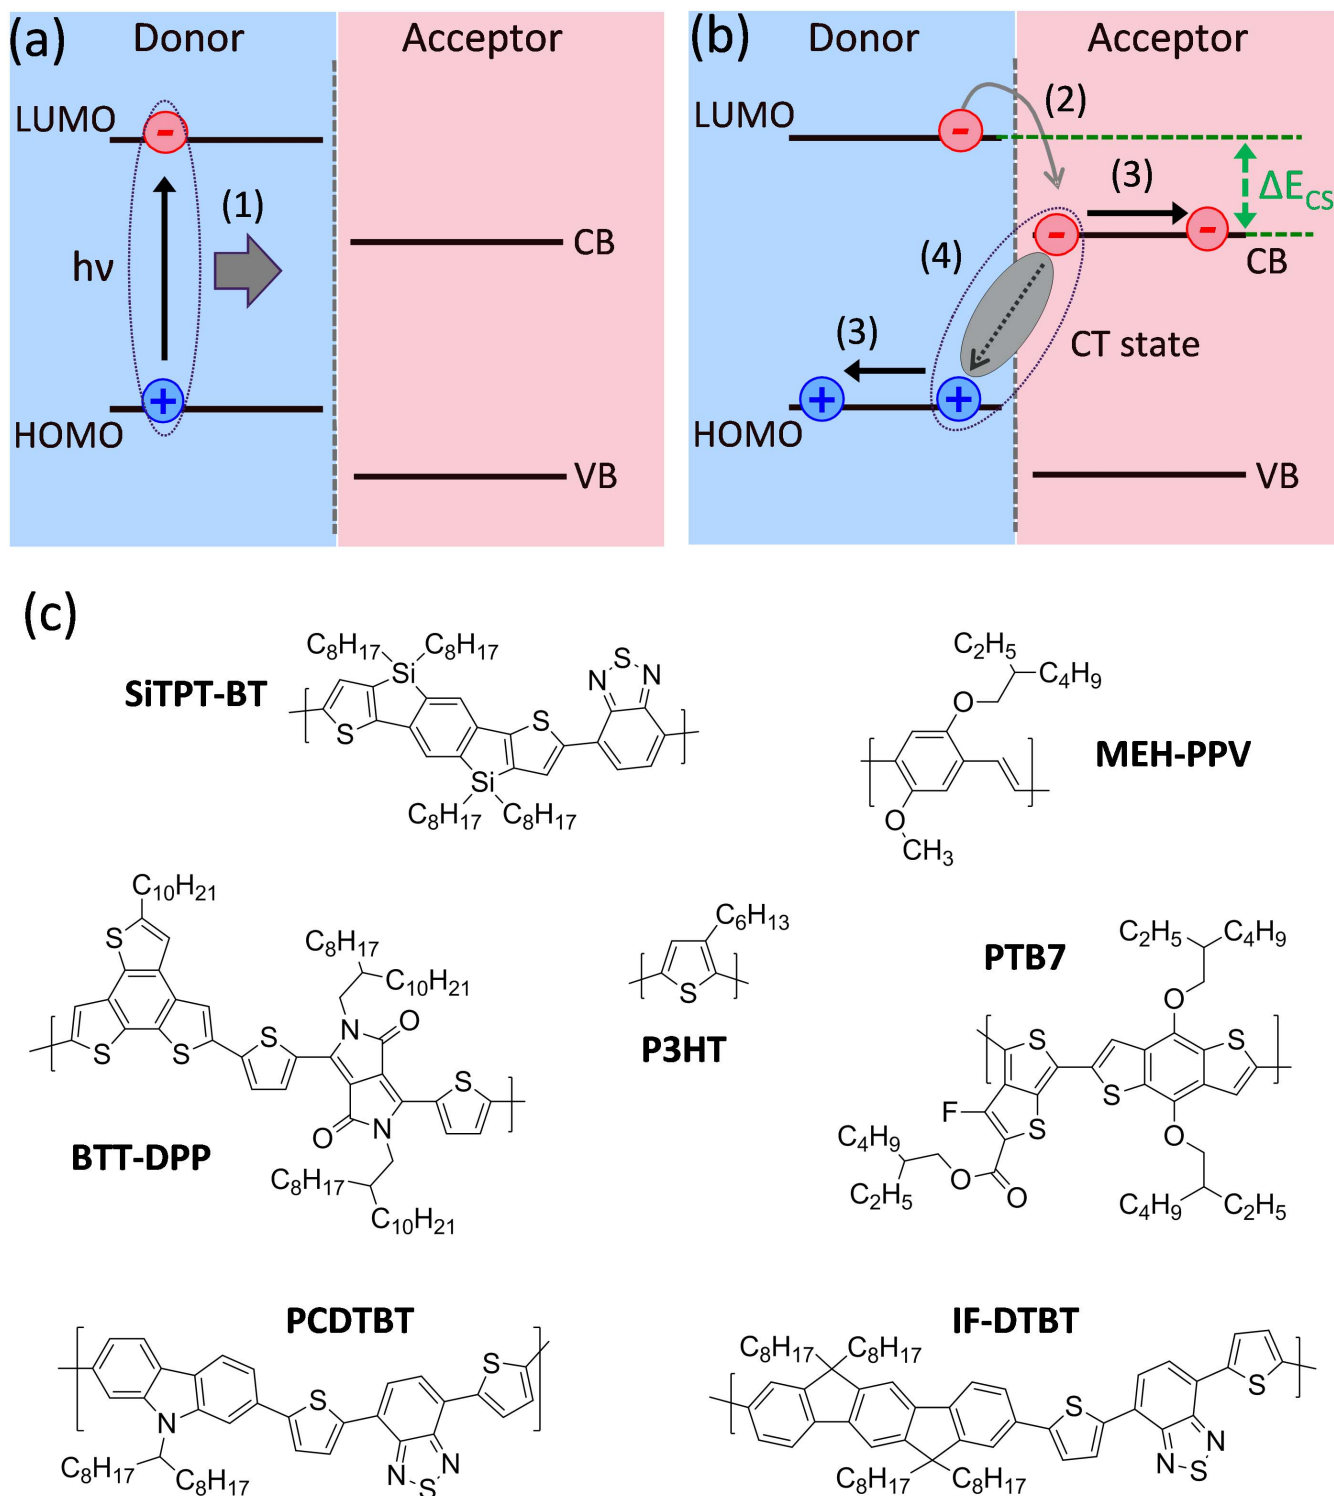 (a) Donor Acceptor
LUMO
-
(1)
hν
CB
+
HOMO
VB
(b) Donor Acceptor
LUMO
-
(2)
(3)
ΔE_CS
- -
CB
(4)
CT state
(3)
+ +
HOMO
VB
(c)
SiTPT-BT
C₈H₁₇ C₈H₁₇
Si
S
N N
S
S
Si
C₈H₁₇ C₈H₁₇
MEH-PPV
C₂H₅
C₄H₉
O
O
CH₃
BTT-DPP
C₁₀H₂₁
S
S S
S
C₈H₁₇
C₁₀H₂₁
N
O
O
N
S
C₈H₁₇
C₁₀H₂₁
P3HT
C₆H₁₃
S
PTB7
C₂H₅ C₄H₉
O
S
S
F
S
S
O
C₄H₉
C₂H₅
O
O
C₄H₉ C₂H₅
PCDTBT
N
C₈H₁₇ C₈H₁₇
S
S
N N
S
IF-DTBT
C₈H₁₇ C₈H₁₇
C₈H₁₇ C₈H₁₇
S
S
N
N
S